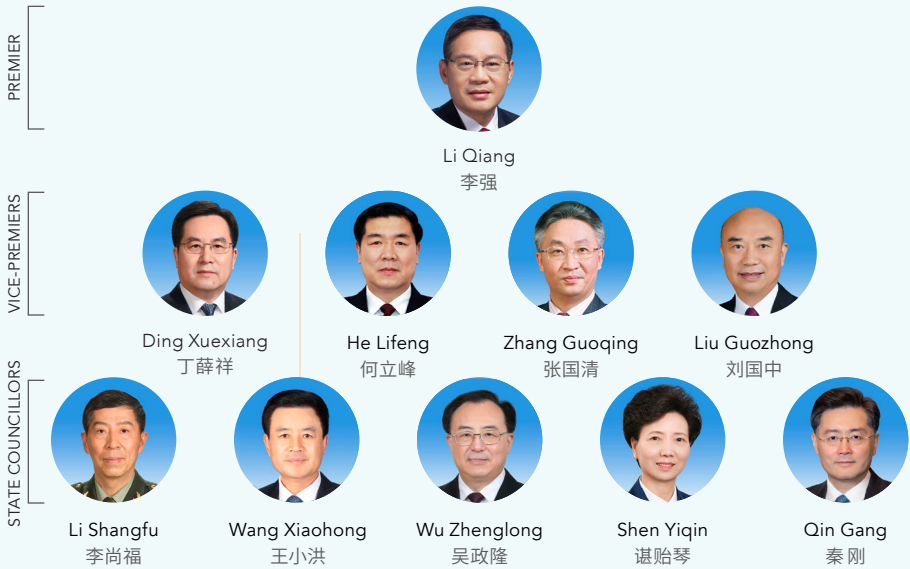 PREMIER
Li Qiang
李强
VICE-PREMIERS
Ding Xuexiang
丁薛祥
He Lifeng
何立峰
Zhang Guoqing
张国清
Liu Guozhong
刘国中
STATE COUNCILLORS
Li Shangfu
李尚福
Wang Xiaohong
王小洪
Wu Zhenglong
吴政隆
Shen Yiqin
谌贻琴
Qin Gang
秦刚